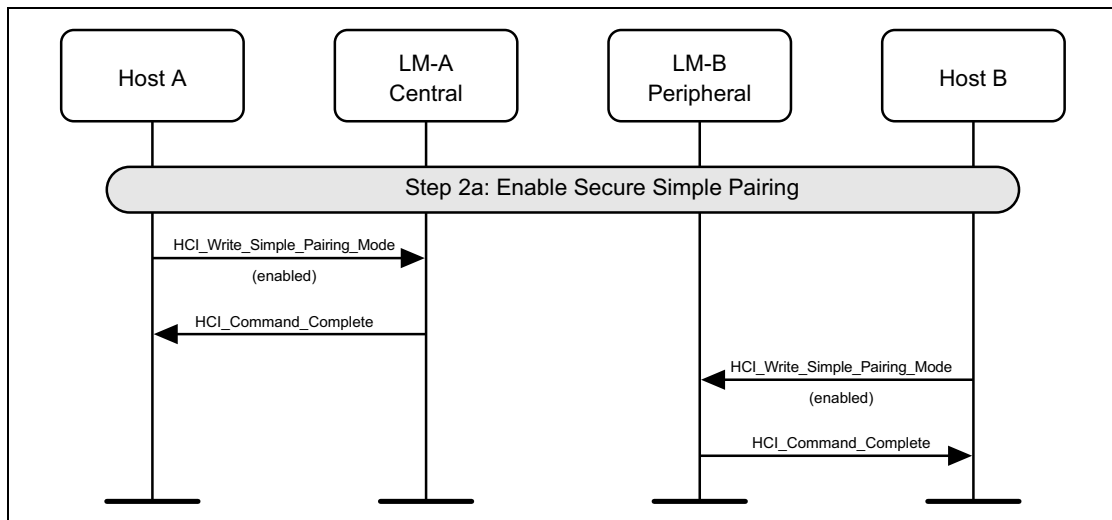 Host A
LM-A
Central
LM-B
Peripheral
Host B
Step 2a: Enable Secure Simple Pairing
HCI_Write_Simple_Pairing_Mode
(enabled)
HCI_Command_Complete
HCI_Write_Simple_Pairing_Mode
(enabled)
HCI_Command_Complete